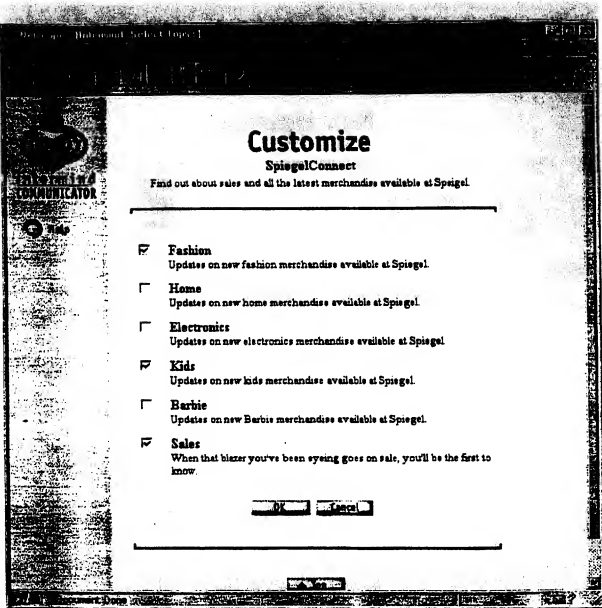 Customize
SpiegelConnect
Find out about sales and all the latest merchandise available at Speigel.
COMMUNICATOR
Help
Fashion
Updates on new fashion merchandise available at Spiegel.
Home
Updates on new home merchandise available at Spiegel.
Electronics
Updates on new electronics merchandise available at Spiegel
Kids
Updates on new kids merchandise available at Spiegel.
Barbie
Updates on new Barbie merchandise available at Spiegel.
Sales
When that blazer you've been eyeing goes on sale, you'll be the first to
know.
OK Cancel